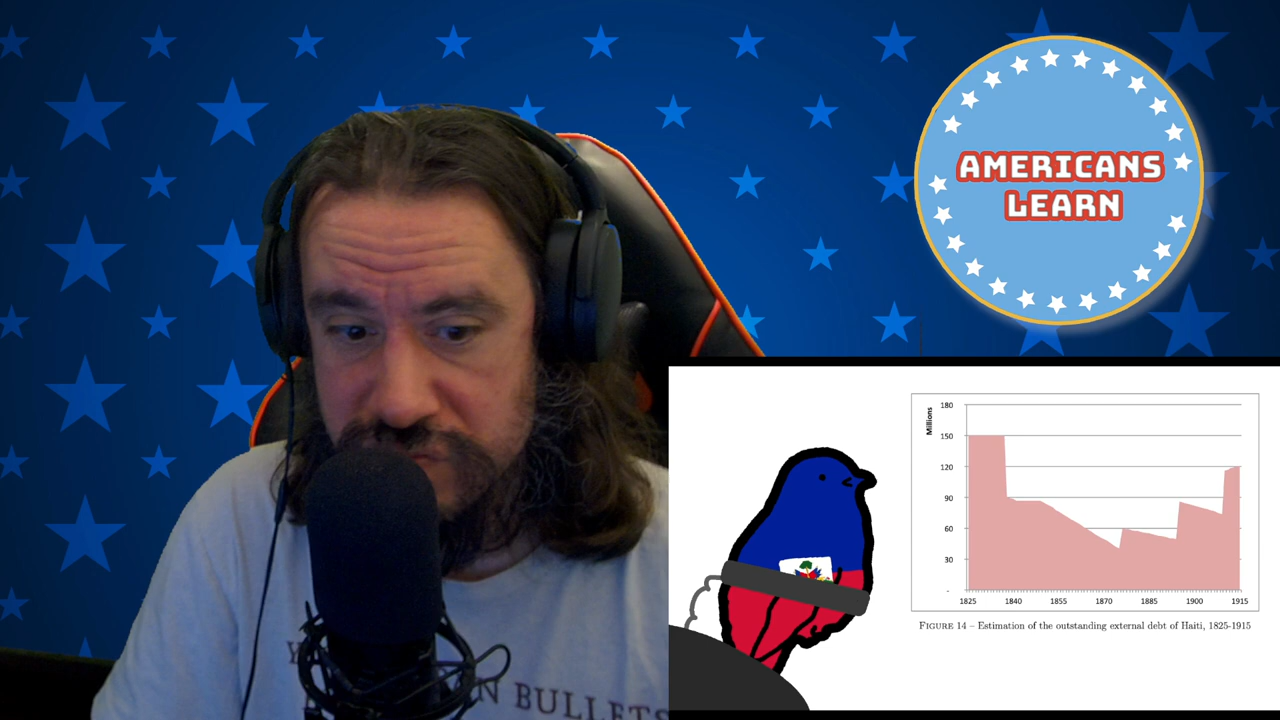 AMERICANS
LEARN
Millions
180
150
120
90
60
30
-
1825 1840 1855 1870 1885 1900 1915
FIGURE 14 – Estimation of the outstanding external debt of Haiti, 1825-1915
BULLETS